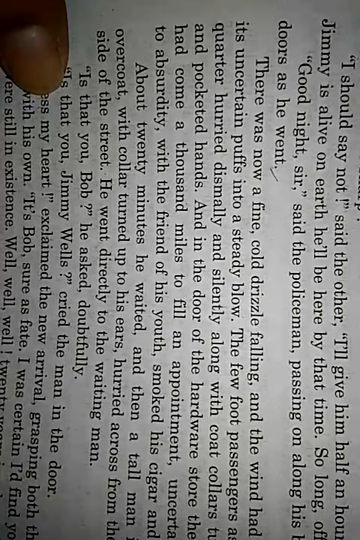 "I should say not!" said the other, "I'll give him half an hour
Jimmy is alive on earth he'll be here by that time. So long, off
"Good night, sir," said the policeman, passing on along his b
doors as he went.
There was now a fine, cold drizzle falling, and the wind had
its uncertain puffs into a steady blow. The few foot passengers as
quarter hurried dismally and silently along with coat collars tu
and pocketed hands. And in the door of the hardware store the
had come a thousand miles to fill an appointment, uncerta
to absurdity, with the friend of his youth, smoked his cigar and
About twenty minutes he waited, and then a tall man i
overcoat, with collar turned up to his ears, hurried across from the
side of the street. He went directly to the waiting man.
"Is that you, Bob?" he asked, doubtfully.
"Is that you, Jimmy Wells?" cried the man in the door.
ess my heart!" exclaimed the new arrival, grasping both th
with his own. "It's Bob, sure as fate. I was certain I'd find yo
ere still in existence. Well, well, well! twenty years